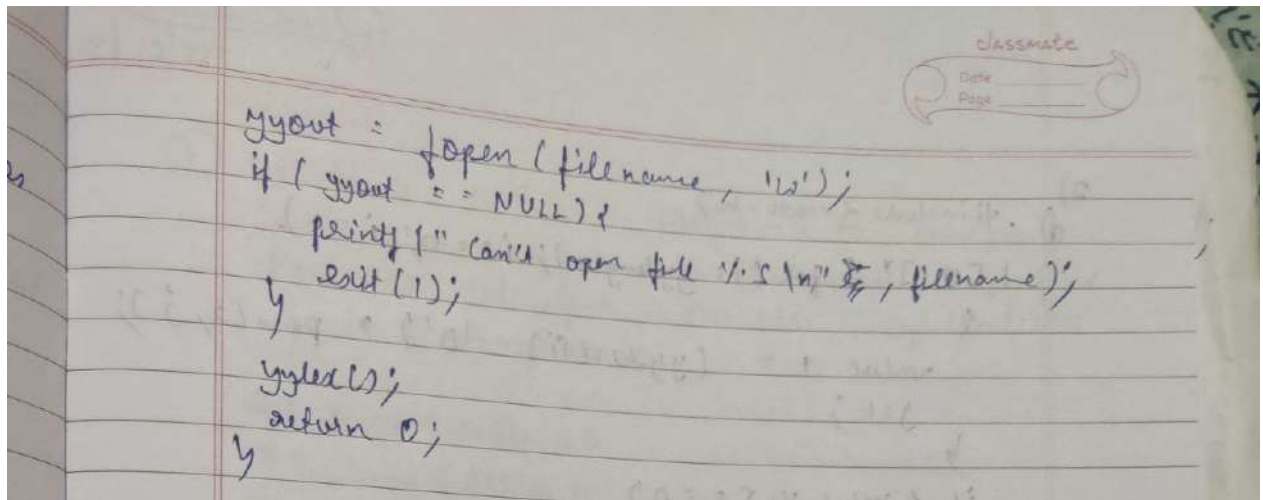 classmate
Date
Page
yyout = fopen (filename, 'w');
if ( yyout == NULL) {
printf (" Can't open file %s \n" , filename);
exit (1);
}
yylex();
return 0;
}